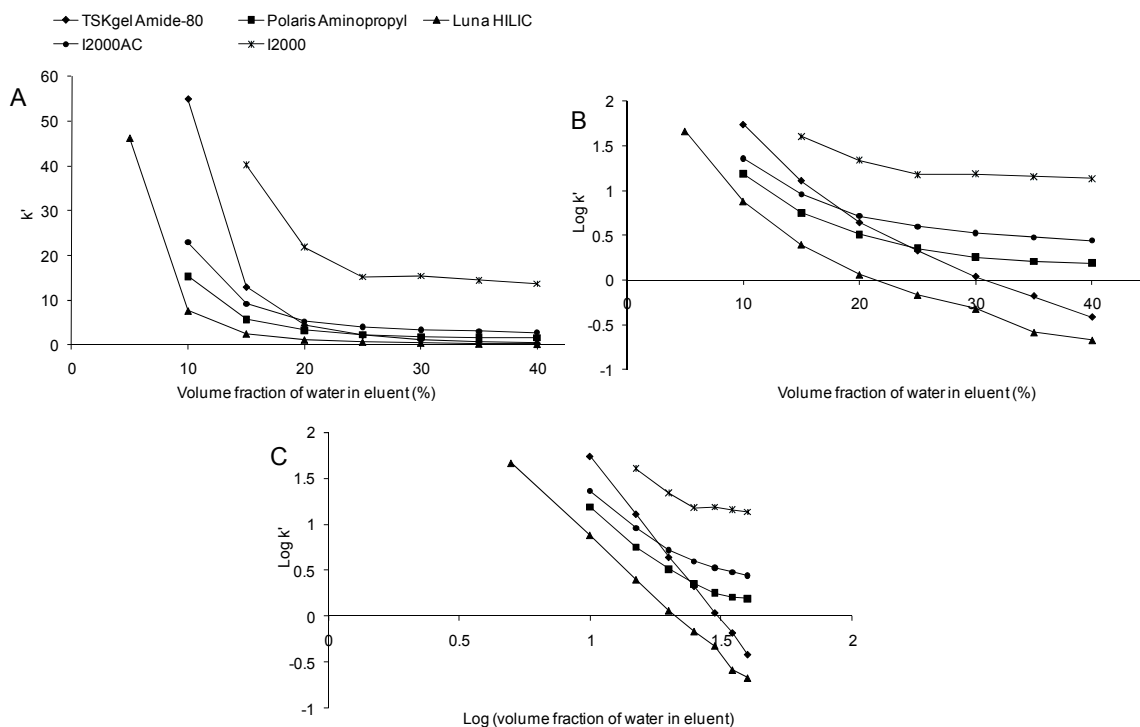 TSKgel Amide-80 Polaris Aminopropyl Luna HILIC
I2000AC I2000
A
60
50
40
30
20
10
0
k'
0 10 20 30 40
Volume fraction of water in eluent (%)
B
2
1.5
1
0.5
0
-0.5
-1
Log k'
0 10 20 30 40
Volume fraction of water in eluent (%)
C
2
1.5
1
0.5
0
-0.5
-1
Log k'
0 0.5 1 1.5 2
Log (volume fraction of water in eluent)